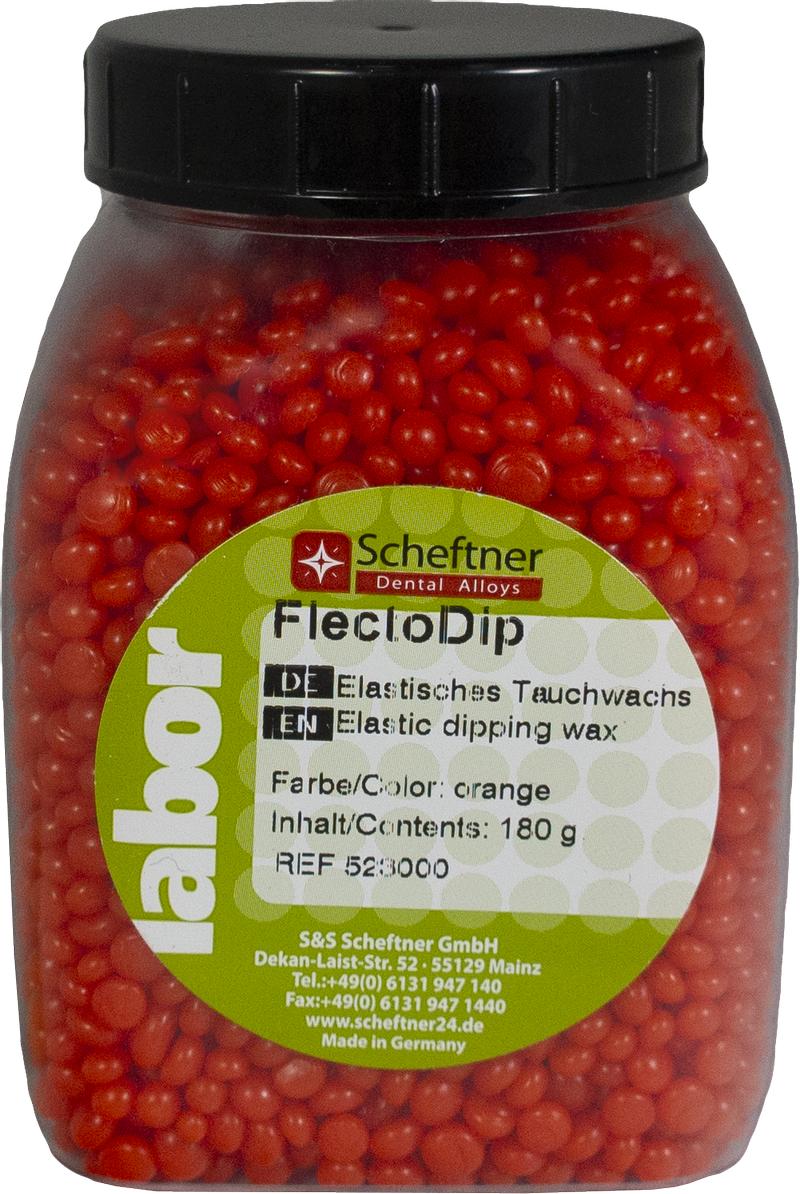 Scheftner
Dental Alloys
FlectoDip
DE Elastisches Tauchwachs
EN Elastic dipping wax
Farbe/Color: orange
Inhalt/Contents: 180 g
REF 523000
labor
S&S Scheftner GmbH
Dekan-Laist-Str. 52 · 55129 Mainz
Tel.:+49(0) 6131 947 140
Fax:+49(0) 6131 947 1440
www.scheftner24.de
Made in Germany